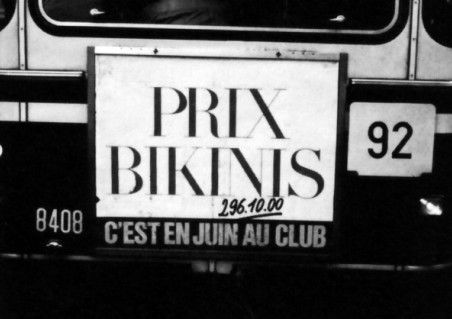 PRIX
BIKINIS
296.10.00
C'EST EN JUIN AU CLUB
92
8408